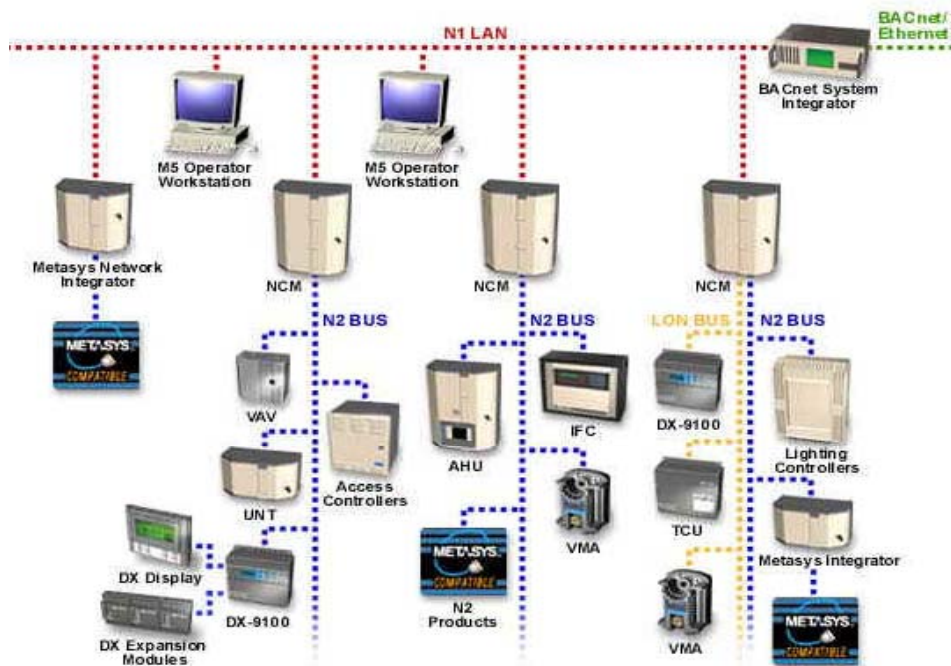 BACnet/
Ethernet
N1 LAN
BACnet System
Integrator
M5 Operator
Workstation
M5 Operator
Workstation
Metasys Network
Integrator
NCM
NCM
NCM
N2 BUS
N2 BUS
LON BUS
N2 BUS
METASYS
COMPATIBLE
VAV
IFC
DX-9100
AHU
Lighting
Controllers
Access
Controllers
UNT
TCU
VMA
Metasys Integrator
DX Display
METASYS
COMPATIBLE
N2
Products
DX-9100
DX Expansion
Modules
VMA
METASYS
COMPATIBLE